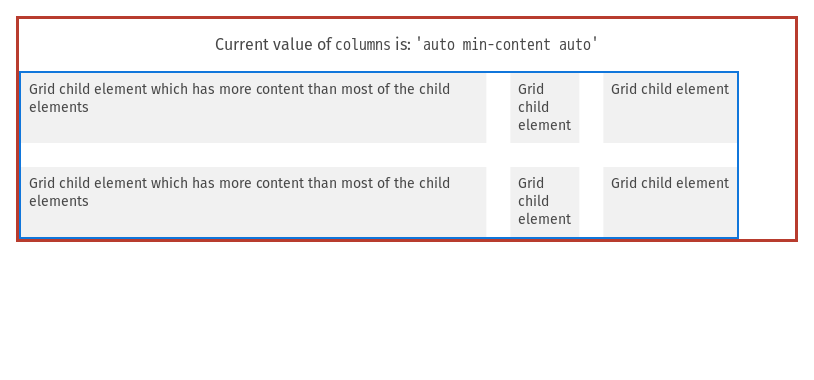 Current value of columns is: 'auto min-content auto'
Grid child element which has more content than most of the child
elements
Grid
child
element
Grid child element
Grid child element which has more content than most of the child
elements
Grid
child
element
Grid child element